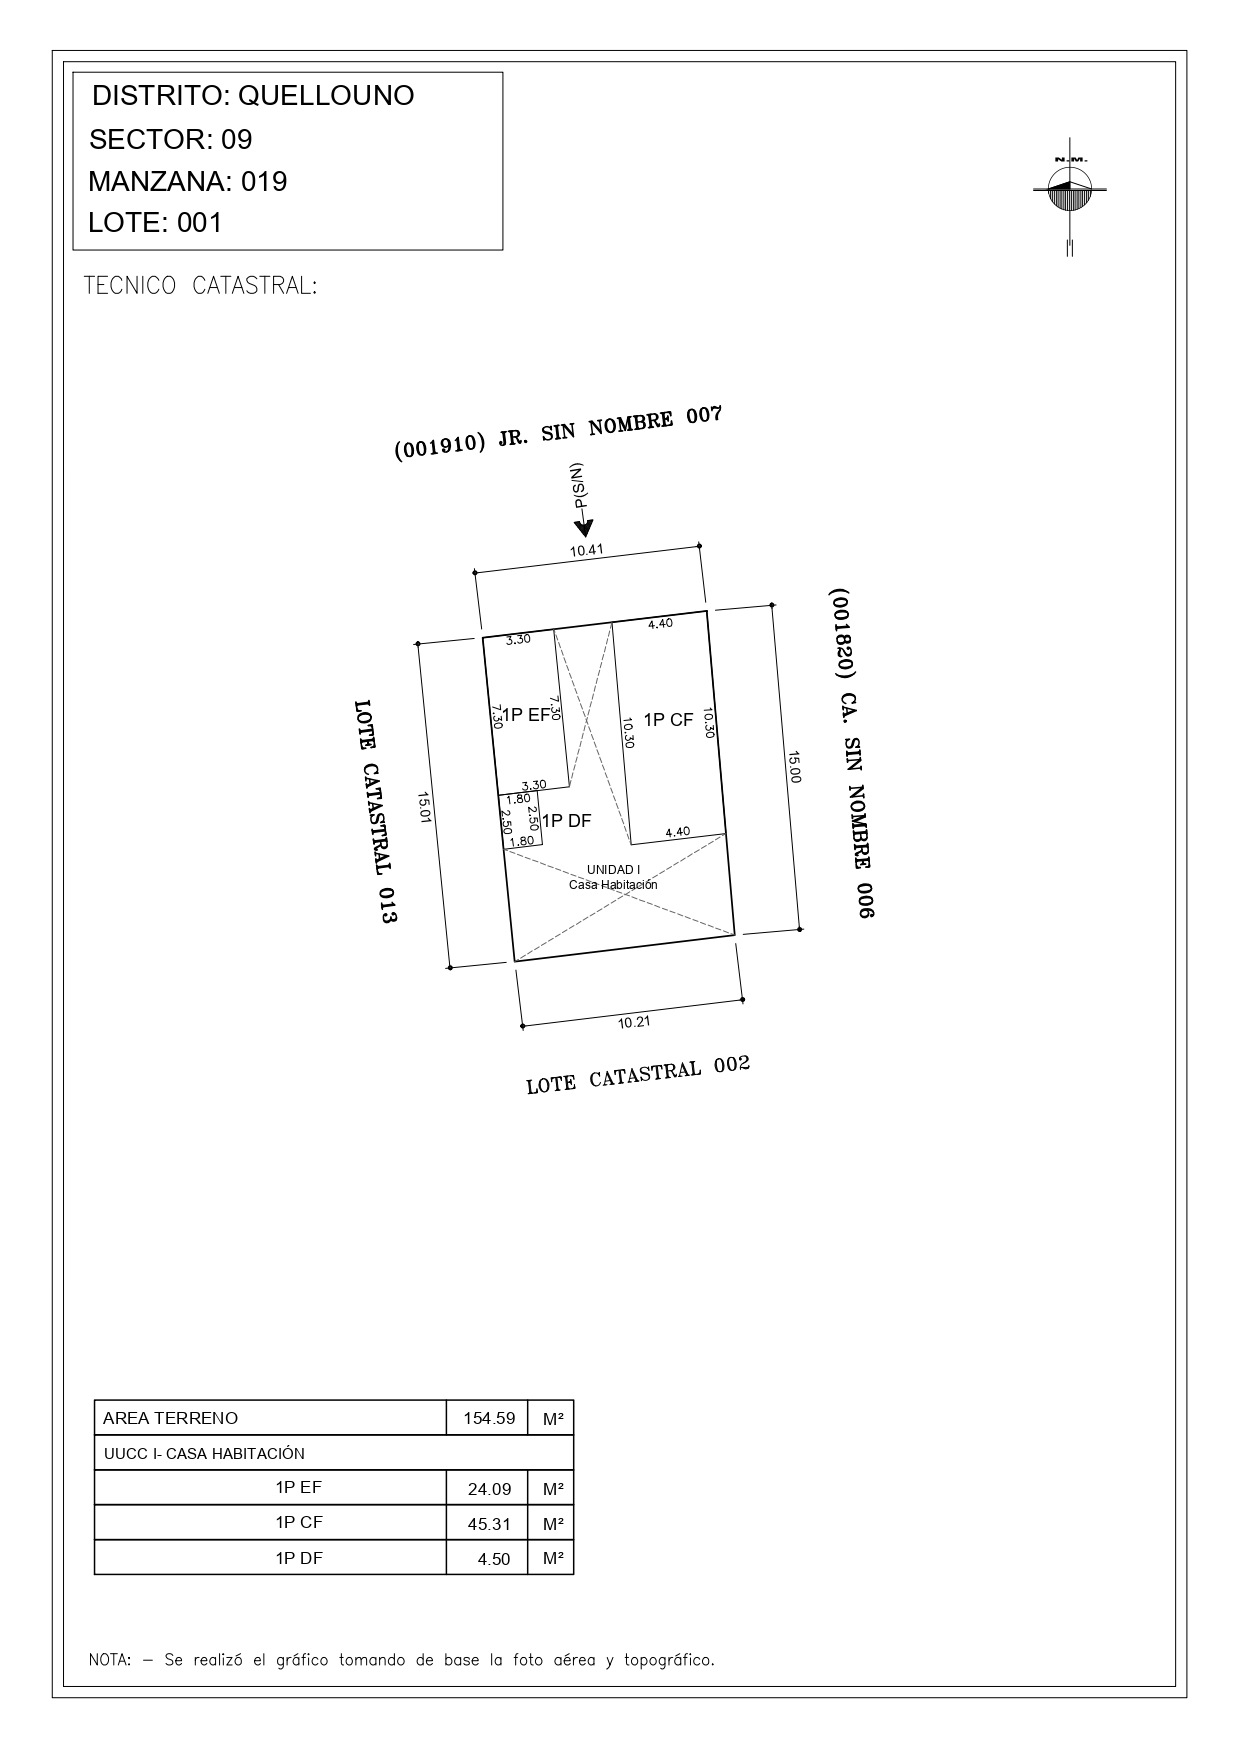 DISTRITO: QUELLOUNO
SECTOR: 09
MANZANA: 019
LOTE: 001
N.M.
TECNICO CATASTRAL:
(001910) JR. SIN NOMBRE 007
P(S/N)
10.41
3.30
4.40
(001820) CA. SIN NOMBRE 006
LOTE CATASTRAL 013
7.30
1P EF
7.30
10.30
1P CF
10.30
15.01
15.00
3.30
1.80
2.50
2.50
1P DF
1.80
4.40
UNIDAD I
Casa Habitación
10.21
LOTE CATASTRAL 002
AREA TERRENO 154.59 M²
UUCC I- CASA HABITACIÓN
1P EF 24.09 M²
1P CF 45.31 M²
1P DF 4.50 M²
NOTA: – Se realizó el gráfico tomando de base la foto aérea y topográfico.